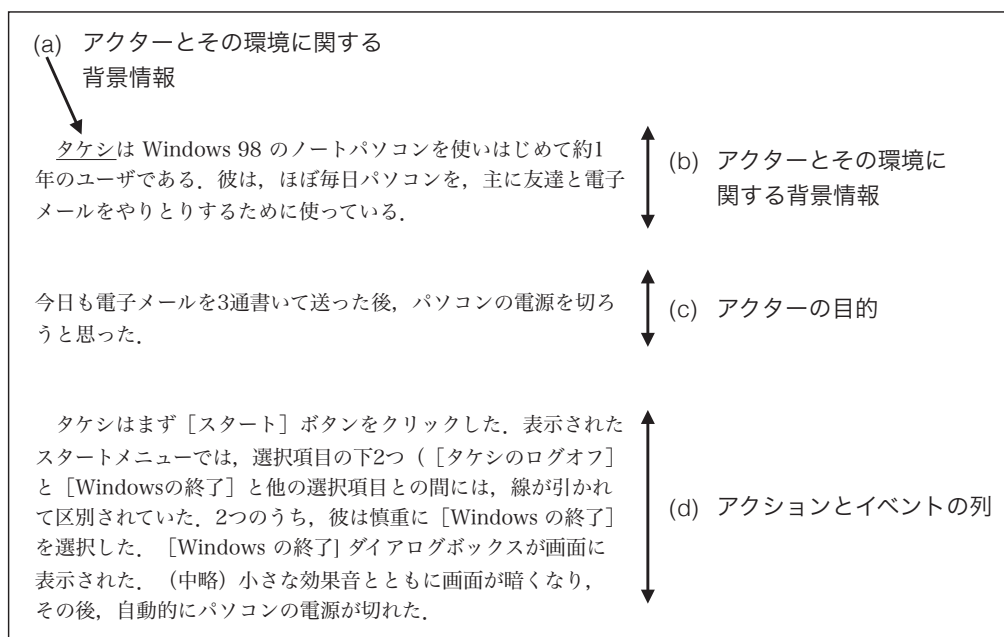 (a) アクターとその環境に関する
背景情報
タケシは Windows 98 のノートパソコンを使いはじめて約1
年のユーザである．彼は，ほぼ毎日パソコンを，主に友達と電子
メールをやりとりするために使っている．
(b) アクターとその環境に
関する背景情報
今日も電子メールを3通書いて送った後，パソコンの電源を切ろ
うと思った．
(c) アクターの目的
タケシはまず［スタート］ボタンをクリックした．表示された
スタートメニューでは，選択項目の下2つ（［タケシのログオフ］
と［Windowsの終了］と他の選択項目との間には，線が引かれ
て区別されていた．2つのうち，彼は慎重に［Windows の終了］
を選択した．［Windows の終了] ダイアログボックスが画面に
表示された．（中略）小さな効果音とともに画面が暗くなり，
その後，自動的にパソコンの電源が切れた．
(d) アクションとイベントの列